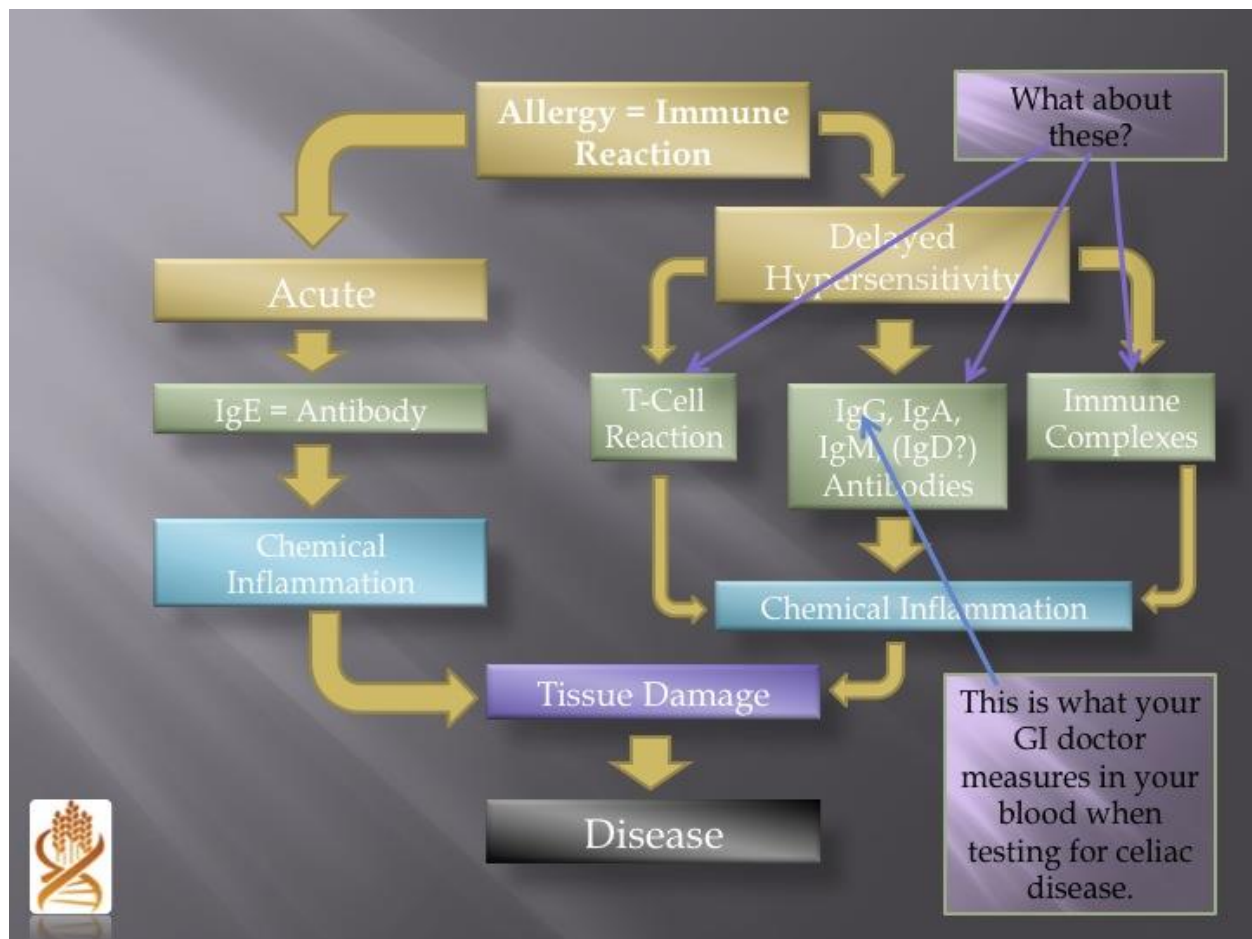 Allergy = Immune
Reaction
What about
these?
Acute
Delayed
Hypersensitivity
IgE = Antibody
T-Cell
Reaction
IgG, IgA,
IgM, (IgD?)
Antibodies
Immune
Complexes
Chemical
Inflammation
Chemical Inflammation
Tissue Damage
Disease
This is what your
GI doctor
measures in your
blood when
testing for celiac
disease.